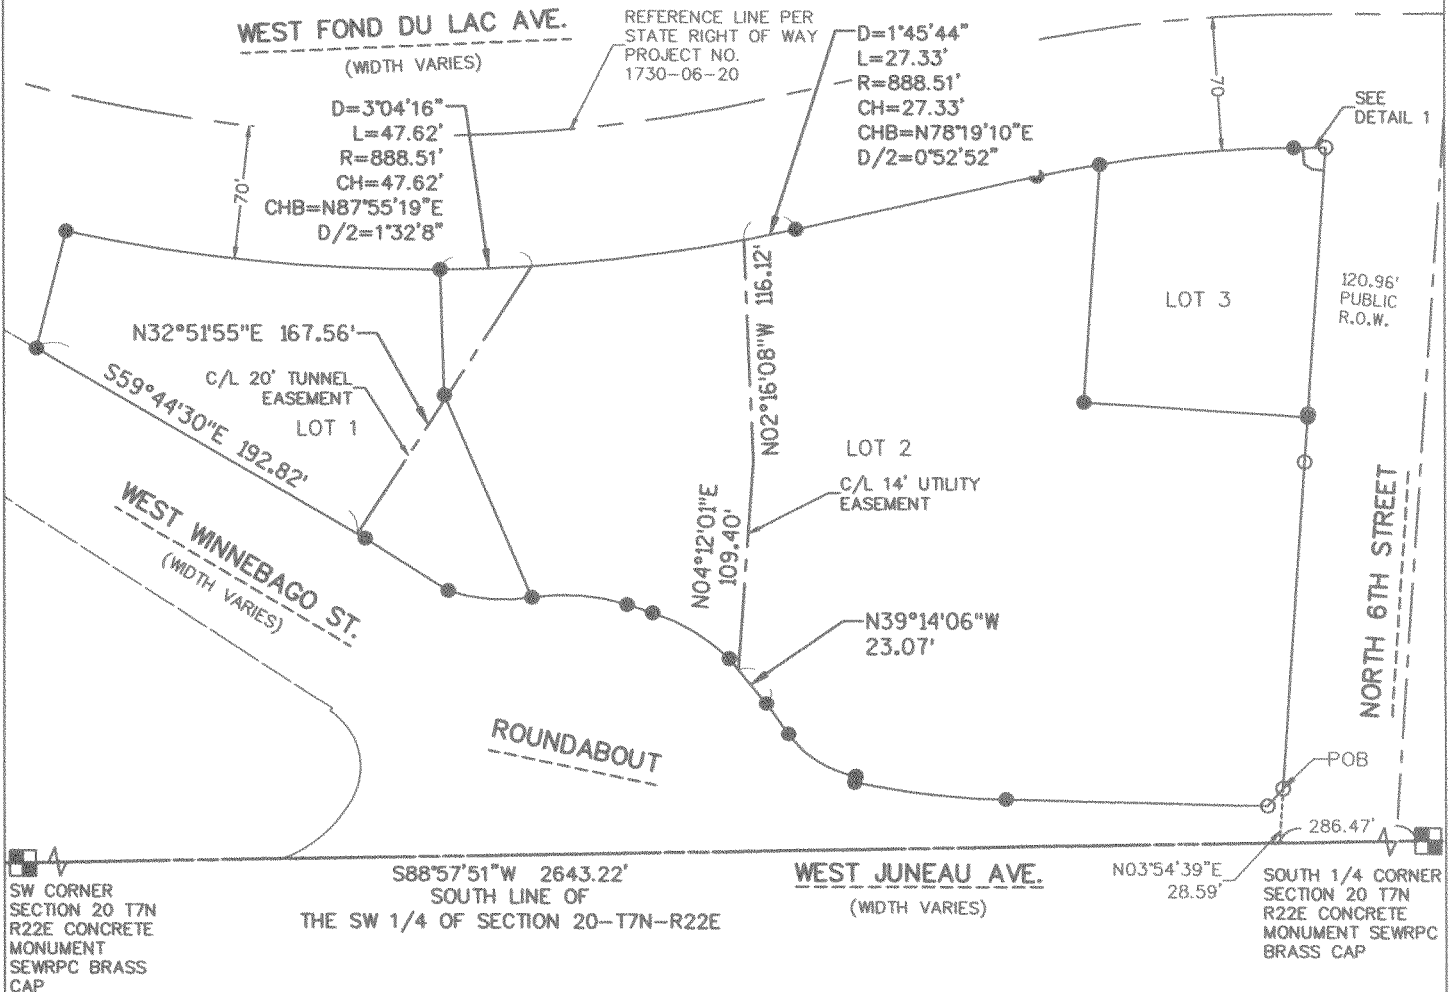 WEST FOND DU LAC AVE.
(WIDTH VARIES)
REFERENCE LINE PER
STATE RIGHT OF WAY
PROJECT NO.
1730-06-20
D=1°45'44"
L=27.33'
R=888.51'
CH=27.33'
CHB=N78°19'10"E
D/2=0°52'52"
D=3°04'16"
L=47.62'
R=888.51'
CH=47.62'
CHB=N87°55'19"E
D/2=1°32'8"
70'
70'
SEE
DETAIL 1
N32°51'55"E 167.56'
C/L 20' TUNNEL
EASEMENT
LOT 1
S59°44'30"E 192.82'
N02°16'08"W 116.12'
LOT 3
120.96'
PUBLIC
R.O.W.
LOT 2
C/L 14' UTILITY
EASEMENT
N04°12'01"E
109.40'
WEST WINNEBAGO ST.
(WIDTH VARIES)
N39°14'06"W
23.07'
NORTH 6TH STREET
ROUNDABOUT
POB
286.47'
N03°54'39"E
28.59'
S88°57'51"W 2643.22'
SOUTH LINE OF
THE SW 1/4 OF SECTION 20-T7N-R22E
WEST JUNEAU AVE.
(WIDTH VARIES)
SW CORNER
SECTION 20 T7N
R22E CONCRETE
MONUMENT
SEWRPC BRASS
CAP
SOUTH 1/4 CORNER
SECTION 20 T7N
R22E CONCRETE
MONUMENT SEWRPC
BRASS CAP